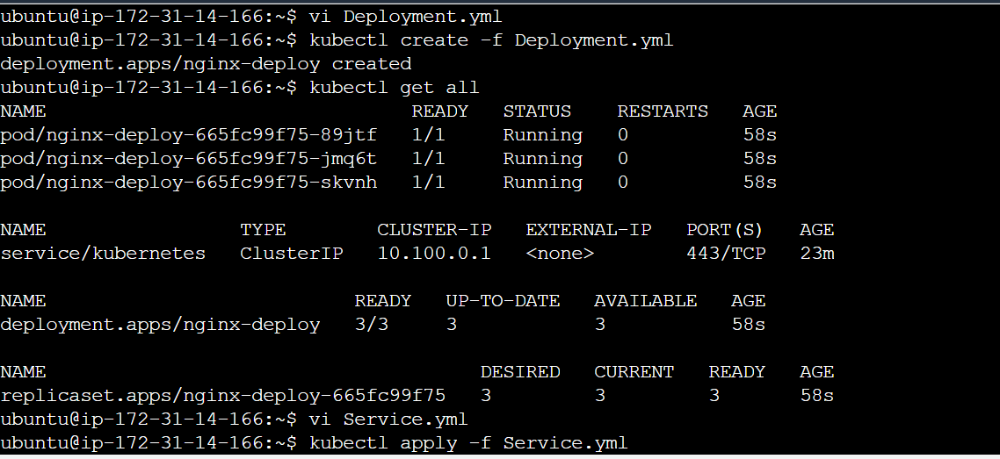 ubuntu@ip-172-31-14-166:~$ vi Deployment.yml
ubuntu@ip-172-31-14-166:~$ kubectl create -f Deployment.yml
deployment.apps/nginx-deploy created
ubuntu@ip-172-31-14-166:~$ kubectl get all
NAME                                READY   STATUS    RESTARTS   AGE
pod/nginx-deploy-665fc99f75-89jtf   1/1     Running   0          58s
pod/nginx-deploy-665fc99f75-jmq6t   1/1     Running   0          58s
pod/nginx-deploy-665fc99f75-skvnh   1/1     Running   0          58s

NAME                 TYPE        CLUSTER-IP   EXTERNAL-IP   PORT(S)   AGE
service/kubernetes   ClusterIP   10.100.0.1   <none>        443/TCP   23m

NAME                           READY   UP-TO-DATE   AVAILABLE   AGE
deployment.apps/nginx-deploy   3/3     3            3           58s

NAME                                      DESIRED   CURRENT   READY   AGE
replicaset.apps/nginx-deploy-665fc99f75   3         3         3       58s
ubuntu@ip-172-31-14-166:~$ vi Service.yml
ubuntu@ip-172-31-14-166:~$ kubectl apply -f Service.yml